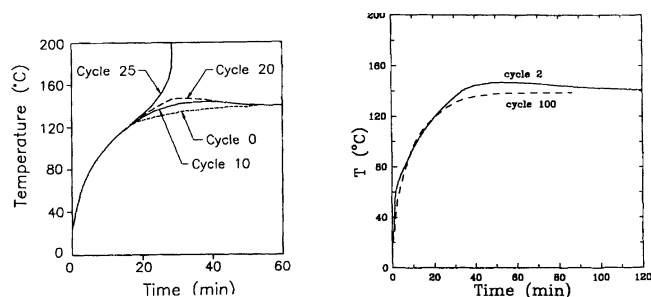 200
160
120
80
40
0
Temperature (°C)
Cycle 25
Cycle 20
Cycle 0
Cycle 10
0 20 40 60
Time (min)
200
160
120
80
40
0
T (°C)
cycle 2
cycle 100
0 20 40 60 80 100 120
Time (min)